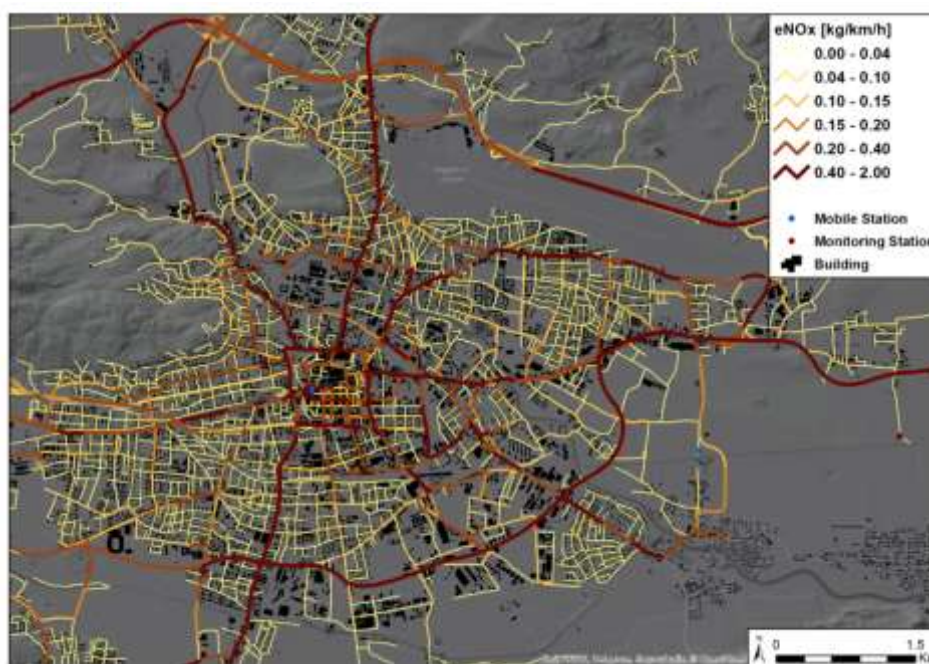 eNOx [kg/km/h]
0.00 - 0.04
0.04 - 0.10
0.10 - 0.15
0.15 - 0.20
0.20 - 0.40
0.40 - 2.00
Mobile Station
Monitoring Station
Building
N
0 1.5